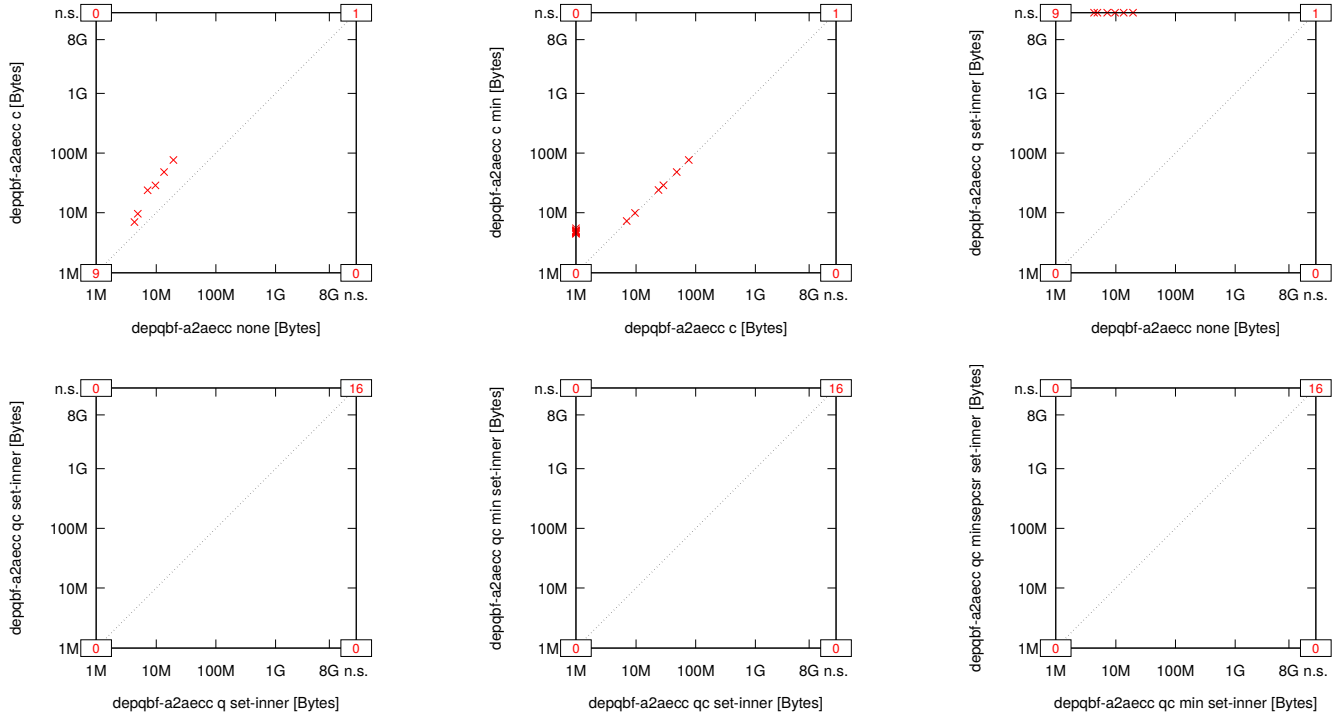 depqbf-a2aecc c [Bytes]
n.s.
8G
1G
100M
10M
1M
0
1
9
0
1M 10M 100M 1G 8G n.s.
depqbf-a2aecc none [Bytes]
depqbf-a2aecc c min [Bytes]
n.s.
8G
1G
100M
10M
1M
0
1
0
0
1M 10M 100M 1G 8G n.s.
depqbf-a2aecc c [Bytes]
depqbf-a2aecc q set-inner [Bytes]
n.s.
8G
1G
100M
10M
1M
9
1
0
0
1M 10M 100M 1G 8G n.s.
depqbf-a2aecc none [Bytes]
depqbf-a2aecc qc set-inner [Bytes]
n.s.
8G
1G
100M
10M
1M
0
16
0
0
1M 10M 100M 1G 8G n.s.
depqbf-a2aecc q set-inner [Bytes]
depqbf-a2aecc qc min set-inner [Bytes]
n.s.
8G
1G
100M
10M
1M
0
16
0
0
1M 10M 100M 1G 8G n.s.
depqbf-a2aecc qc set-inner [Bytes]
depqbf-a2aecc qc minsepcsr set-inner [Bytes]
n.s.
8G
1G
100M
10M
1M
0
16
0
0
1M 10M 100M 1G 8G n.s.
depqbf-a2aecc qc min set-inner [Bytes]